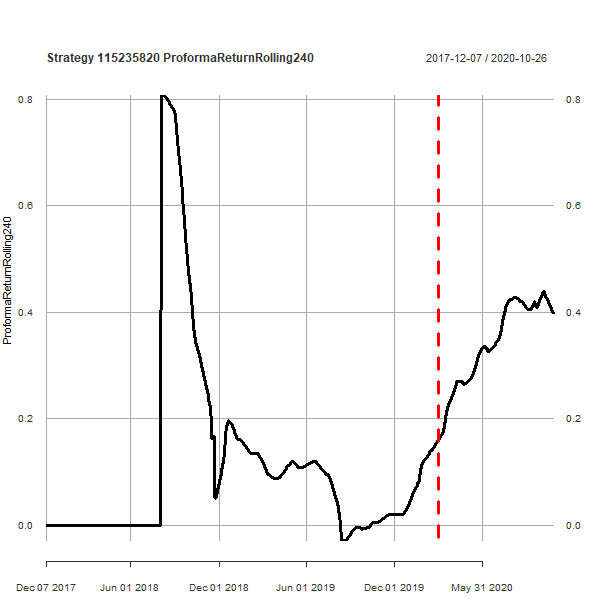 Strategy 115235820 ProformaReturnRolling240
2017-12-07 / 2020-10-26
ProformaReturnRolling240
0.8 0.8
0.6 0.6
0.4 0.4
0.2 0.2
0.0 0.0
Dec 07 2017 Jun 01 2018 Dec 01 2018 Jun 01 2019 Dec 01 2019 May 31 2020